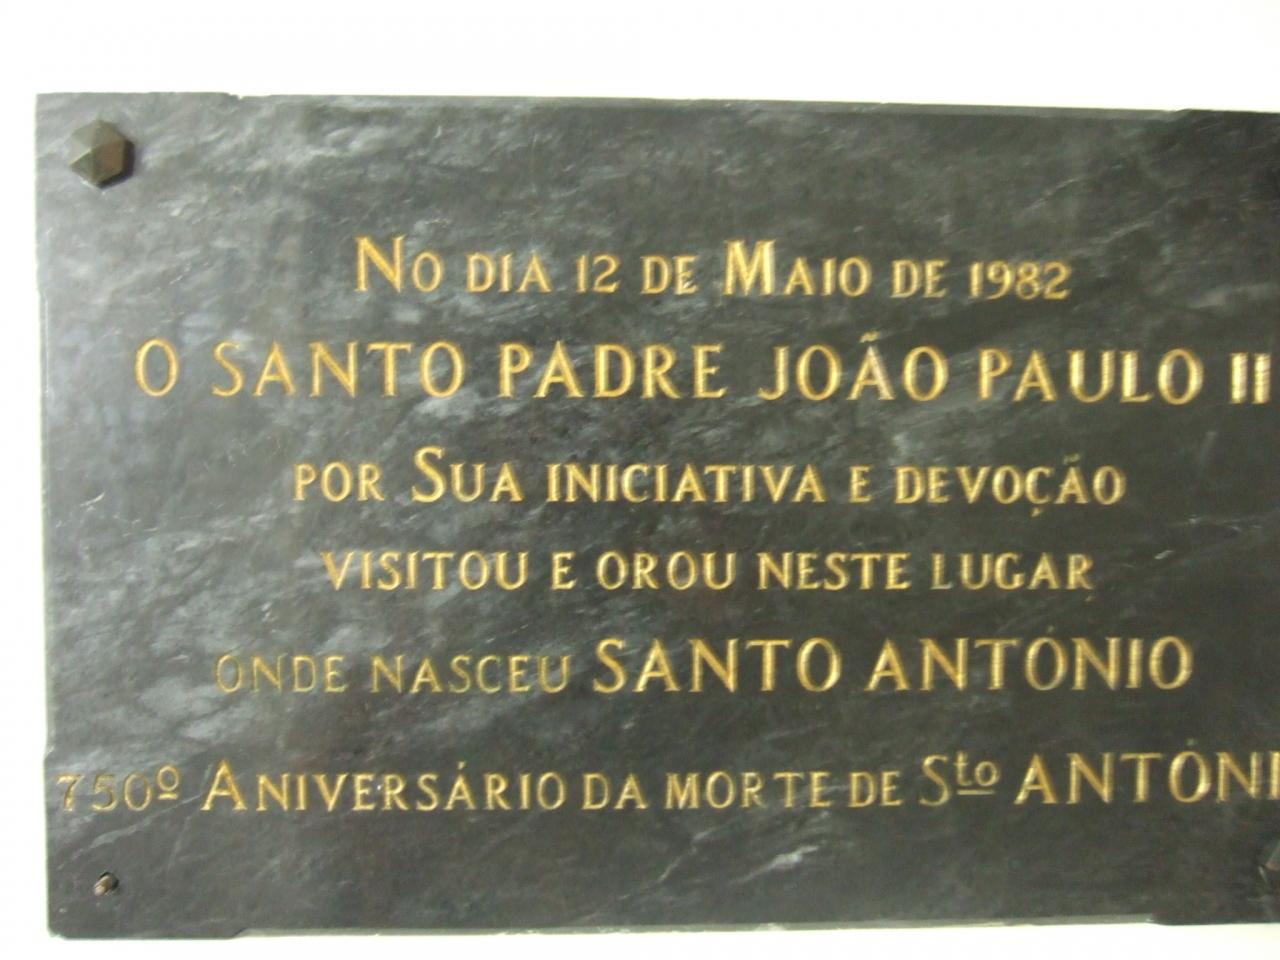 No dia 12 de Maio de 1982
O SANTO PADRE JOÃO PAULO II
por Sua iniciativa e devoção
visitou e orou neste lugar
onde nasceu SANTO ANTÓNIO
750º Aniversário da morte de Sto ANTÓNI